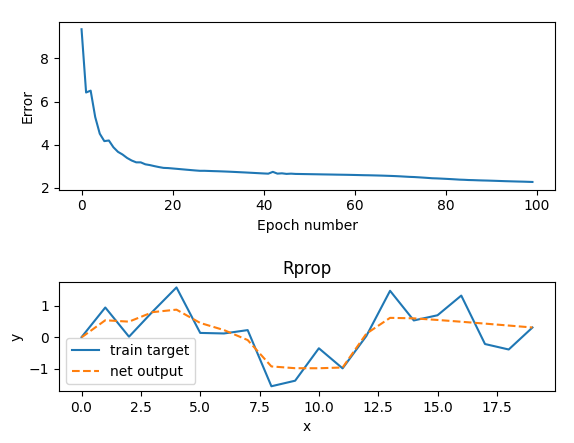 8
6
4
2
Error
0 20 40 60 80 100
Epoch number
Rprop
1
0
−1
y
train target
net output
0.0 2.5 5.0 7.5 10.0 12.5 15.0 17.5
x